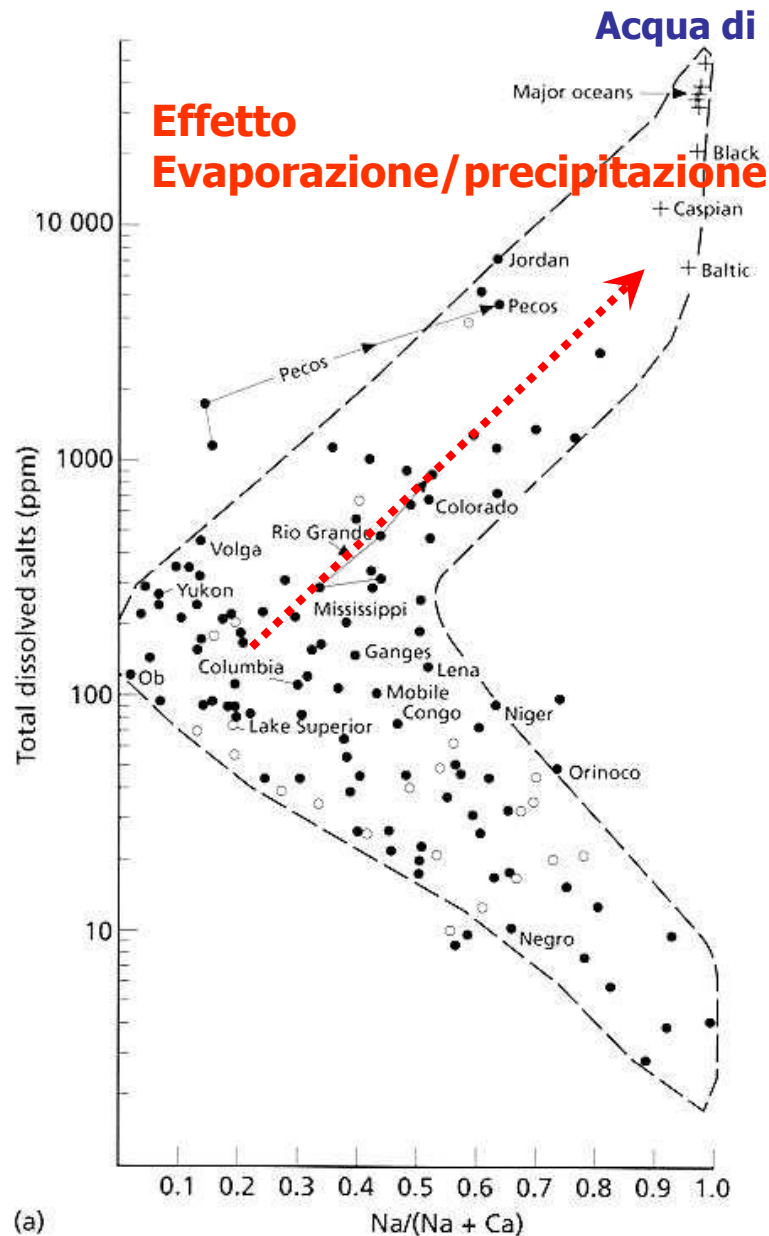 Acqua di
Effetto
Evaporazione/precipitazione
Major oceans
Black
Caspian
10 000
Jordan
Baltic
Pecos
Pecos
1000
Colorado
Rio Grande
Volga
Yukon
Mississippi
Ganges
Columbia
Lena
Ob
100
Mobile
Congo
Niger
Lake Superior
Orinoco
10
Negro
Total dissolved salts (ppm)
0.1 0.2 0.3 0.4 0.5 0.6 0.7 0.8 0.9 1.0
(a)
Na/(Na + Ca)